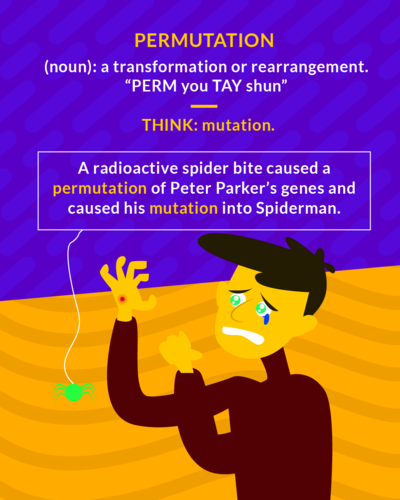 PERMUTATION
(noun): a transformation or rearrangement.
“PERM you TAY shun”
THINK: mutation.
A radioactive spider bite caused a
permutation of Peter Parker’s genes and
caused his mutation into Spiderman.